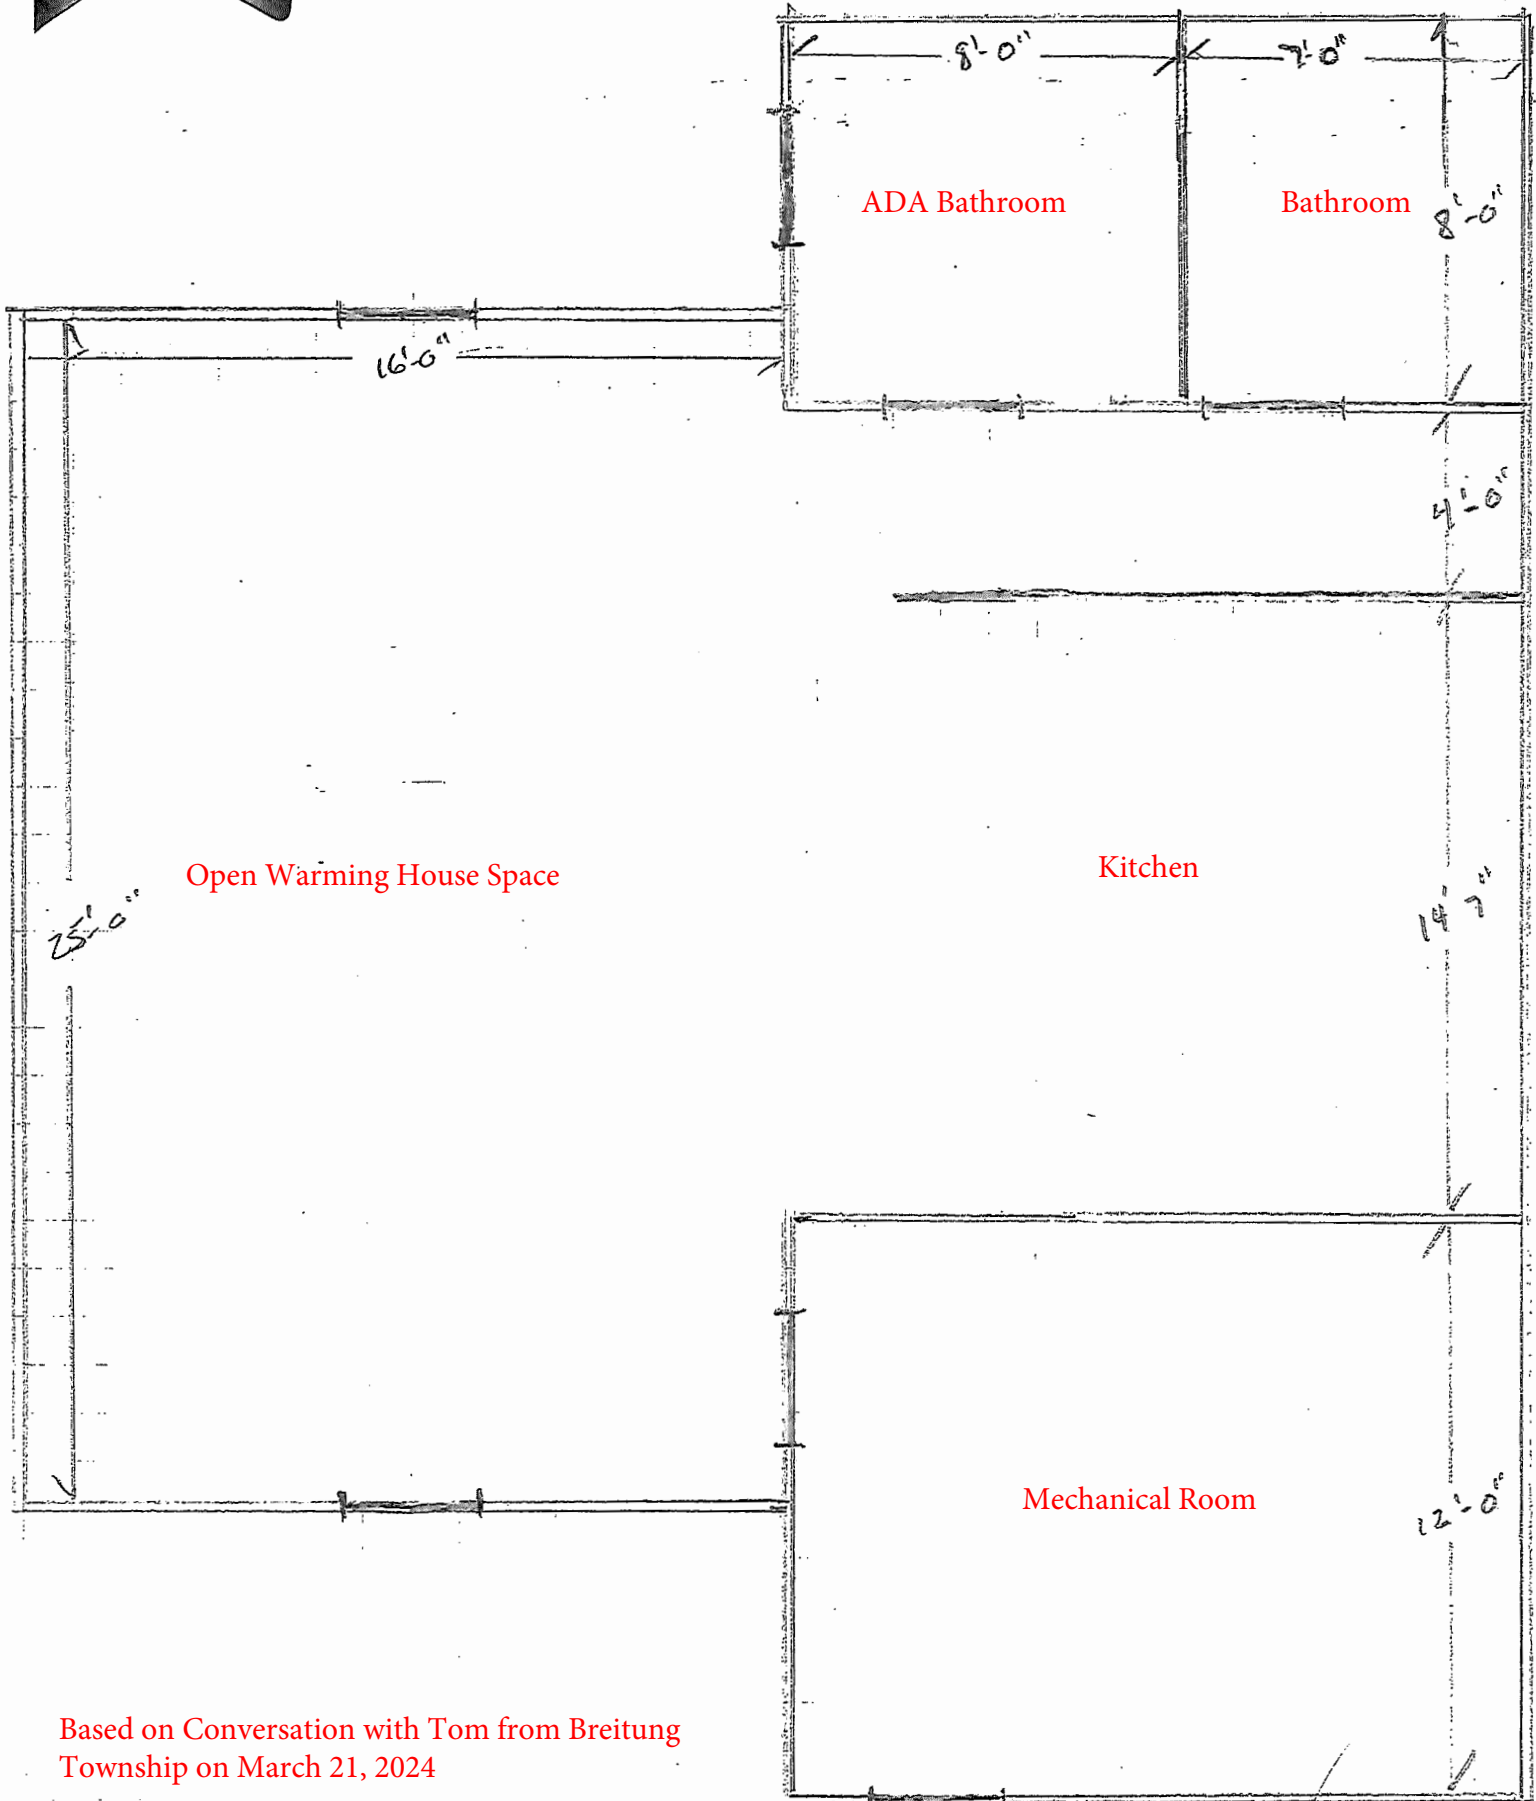 8'-0"
7'-0"
ADA Bathroom
Bathroom
8'-0"
16'-0"
4'-0"
Open Warming House Space
Kitchen
25'-0"
14' 7"
Mechanical Room
12'-0"
Based on Conversation with Tom from Breitung
Township on March 21, 2024